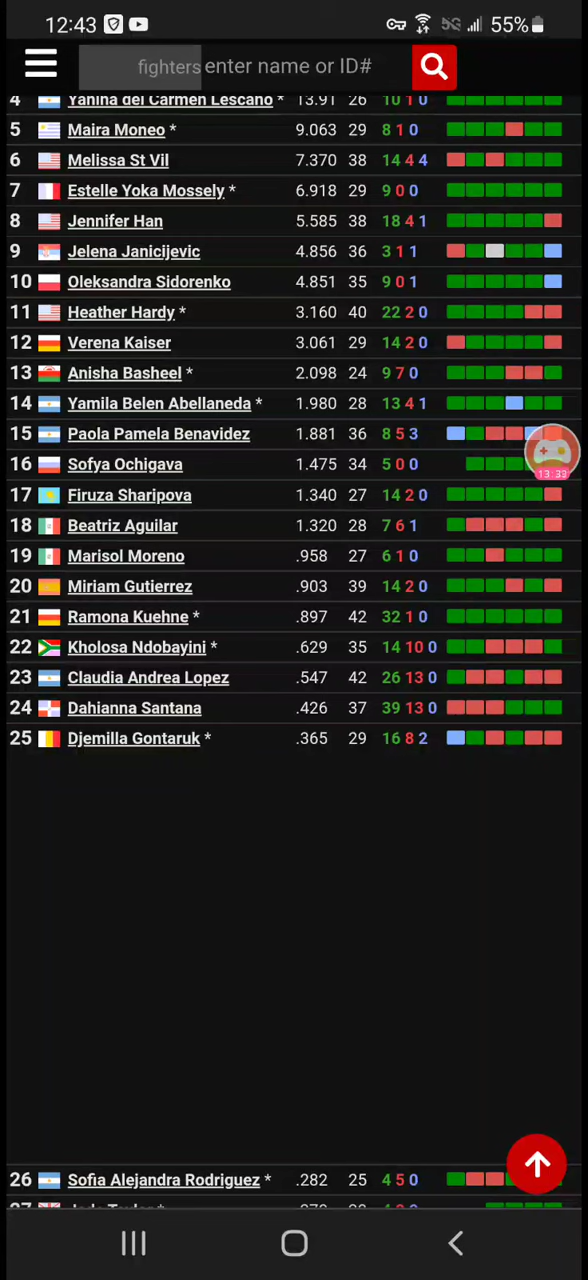 12:43 5G 55%
fighters enter name or ID#
4 Yanina del Carmen Lescano * 13.91 26 10 1 0
5 Maira Moneo * 9.063 29 8 1 0
6 Melissa St Vil 7.370 38 14 4 4
7 Estelle Yoka Mossely * 6.918 29 9 0 0
8 Jennifer Han 5.585 38 18 4 1
9 Jelena Janicijevic 4.856 36 3 1 1
10 Oleksandra Sidorenko 4.851 35 9 0 1
11 Heather Hardy * 3.160 40 22 2 0
12 Verena Kaiser 3.061 29 14 2 0
13 Anisha Basheel * 2.098 24 9 7 0
14 Yamila Belen Abellaneda * 1.980 28 13 4 1
15 Paola Pamela Benavidez 1.881 36 8 5 3
16 Sofya Ochigava 1.475 34 5 0 0
13:33
17 Firuza Sharipova 1.340 27 14 2 0
18 Beatriz Aguilar 1.320 28 7 6 1
19 Marisol Moreno .958 27 6 1 0
20 Miriam Gutierrez .903 39 14 2 0
21 Ramona Kuehne * .897 42 32 1 0
22 Kholosa Ndobayini * .629 35 14 10 0
23 Claudia Andrea Lopez .547 42 26 13 0
24 Dahianna Santana .426 37 39 13 0
25 Djemilla Gontaruk * .365 29 16 8 2
26 Sofia Alejandra Rodriguez * .282 25 4 5 0